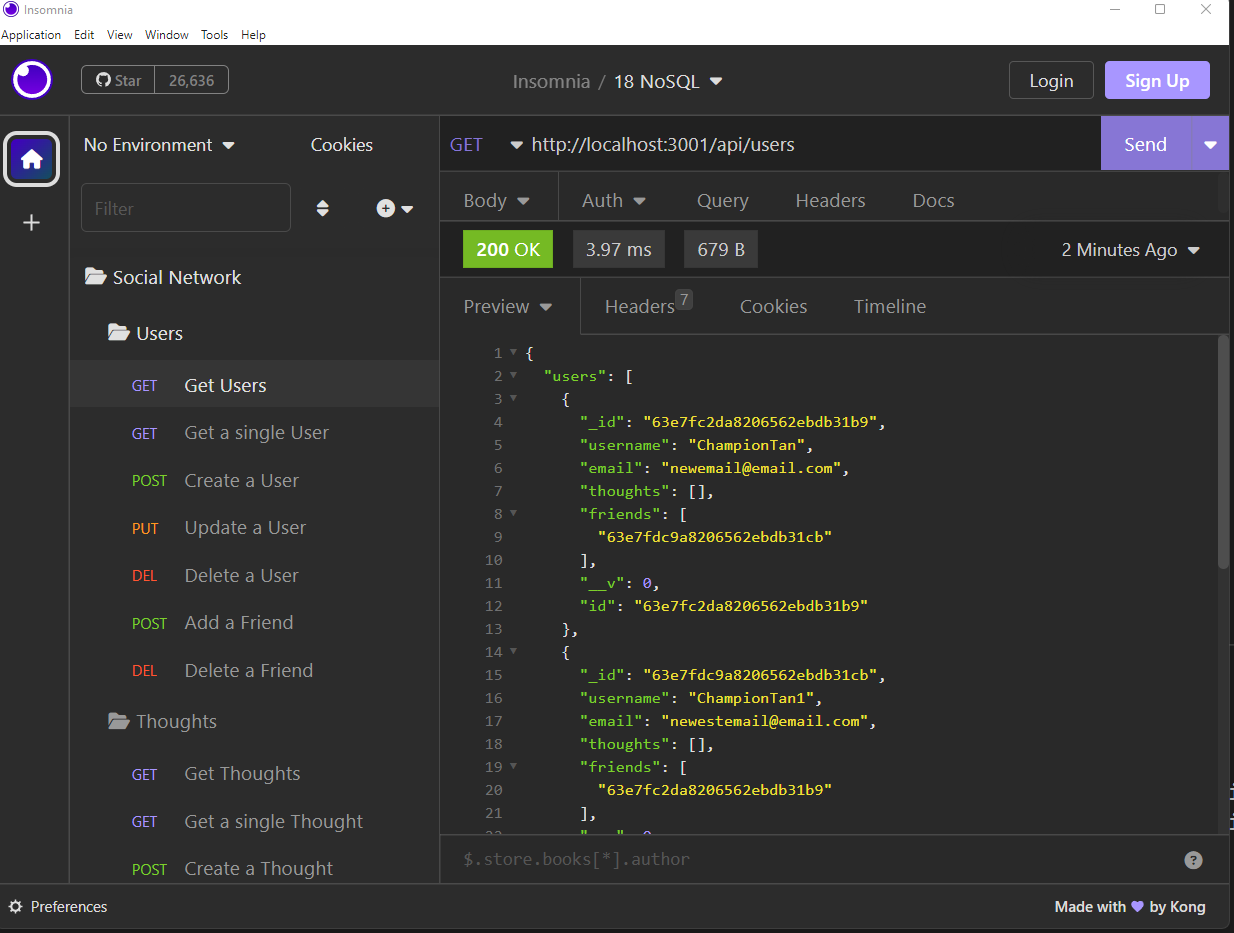 Insomnia
Application Edit View Window Tools Help
Star 26,636
Insomnia / 18 NoSQL
Login Sign Up
No Environment Cookies
Filter
Social Network
Users
GET Get Users
GET Get a single User
POST Create a User
PUT Update a User
DEL Delete a User
POST Add a Friend
DEL Delete a Friend
Thoughts
GET Get Thoughts
GET Get a single Thought
POST Create a Thought
GET http://localhost:3001/api/users Send
Body Auth Query Headers Docs
200 OK 3.97 ms 679 B 2 Minutes Ago
Preview Headers 7 Cookies Timeline
1 {
2 "users": [
3 {
4 "_id": "63e7fc2da8206562ebdb31b9",
5 "username": "ChampionTan",
6 "email": "newemail@email.com",
7 "thoughts": [],
8 "friends": [
9 "63e7fdc9a8206562ebdb31cb"
10 ],
11 "__v": 0,
12 "id": "63e7fc2da8206562ebdb31b9"
13 },
14 {
15 "_id": "63e7fdc9a8206562ebdb31cb",
16 "username": "ChampionTan1",
17 "email": "newestemail@email.com",
18 "thoughts": [],
19 "friends": [
20 "63e7fc2da8206562ebdb31b9"
21 ],
$.store.books[*].author
Preferences
Made with by Kong